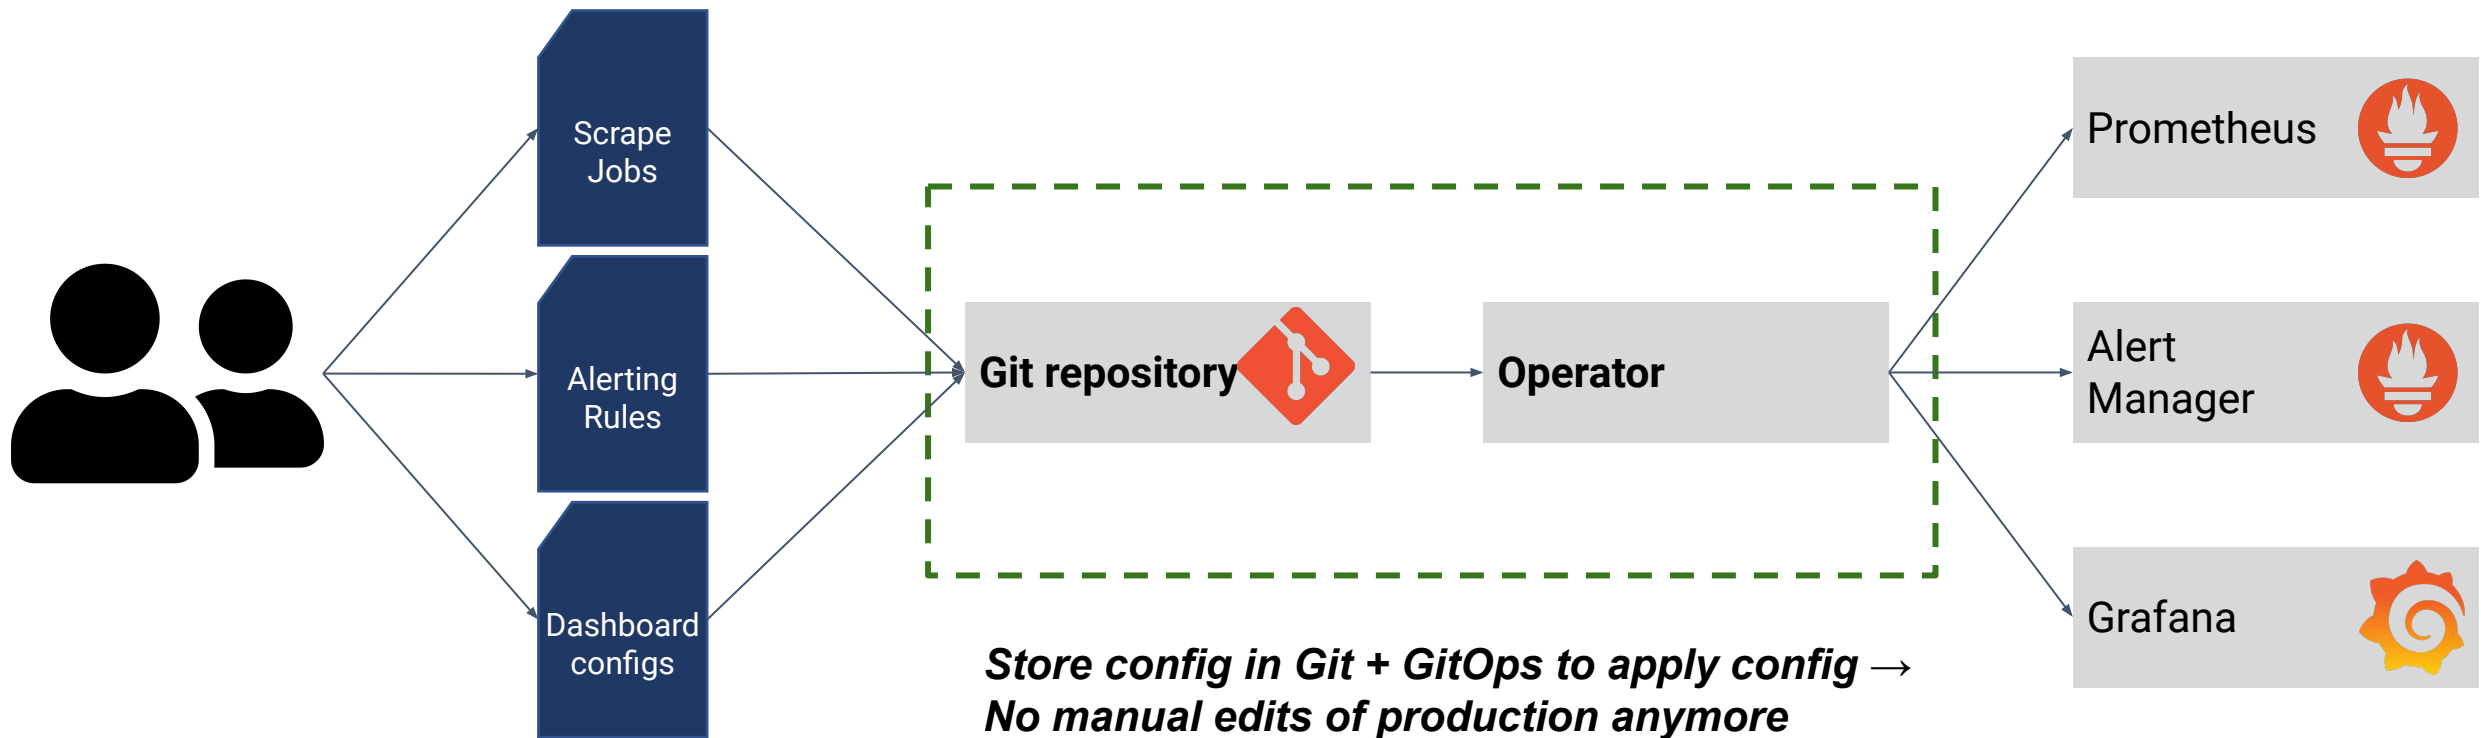 Scrape
Jobs
Alerting
Rules
Dashboard
configs
Git repository
Operator
Prometheus
Alert
Manager
Grafana
Store config in Git + GitOps to apply config →
No manual edits of production anymore